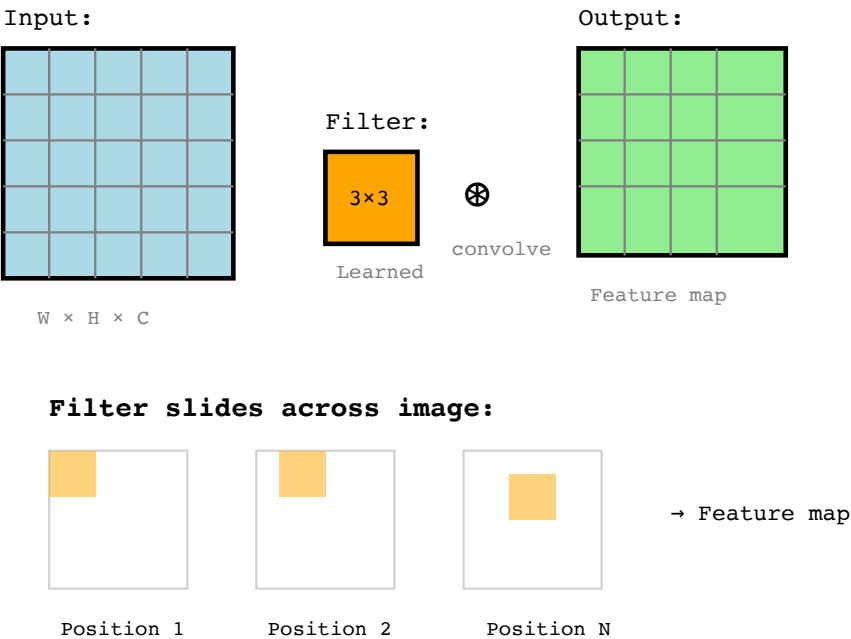 Input:
Output:
Filter:
3×3
⊛
convolve
Learned
Feature map
W × H × C
Filter slides across image:
→ Feature map
Position 1
Position 2
Position N